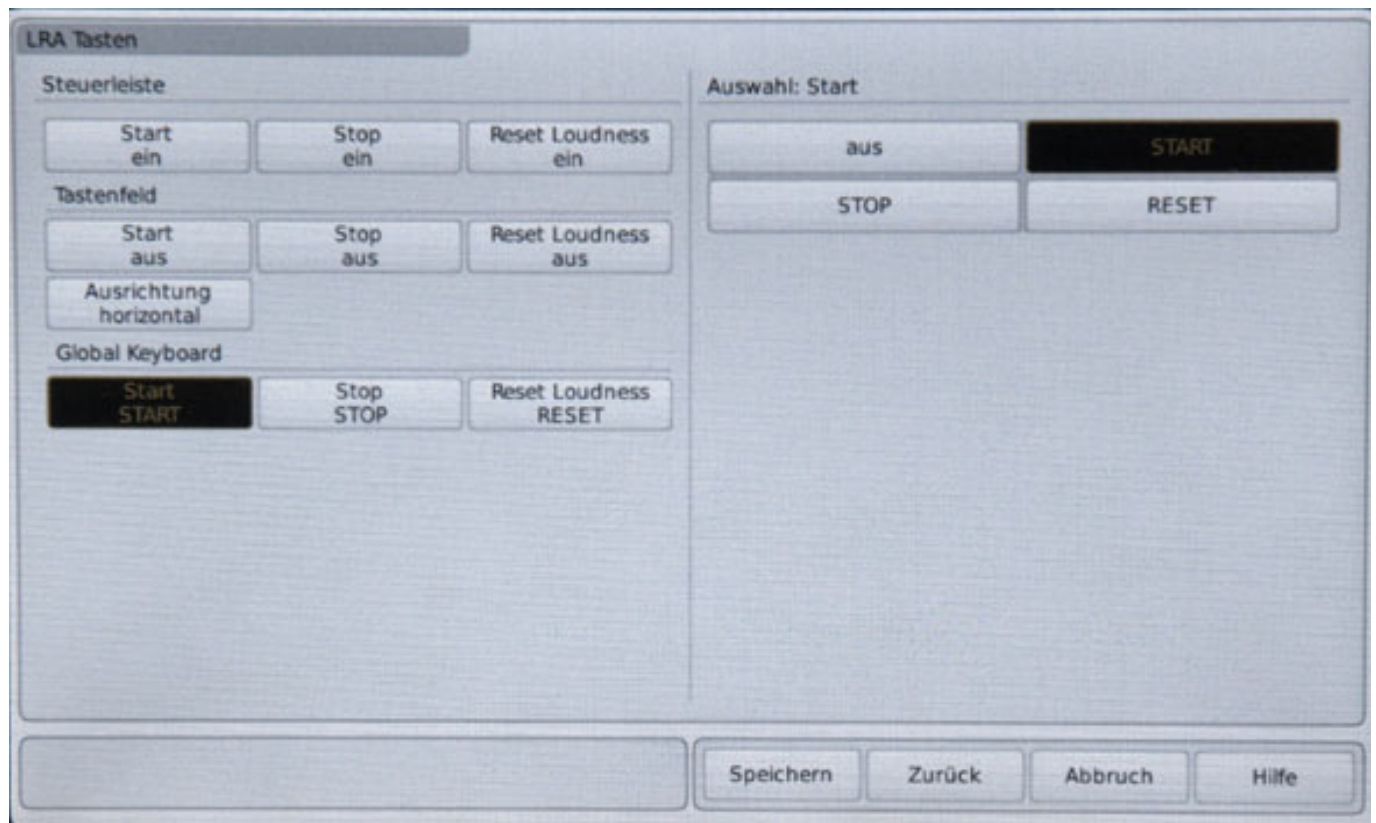 LRA Tasten
Steuerleiste
Start
ein
Stop
ein
Reset Loudness
ein
Tastenfeld
Start
aus
Stop
aus
Reset Loudness
aus
Ausrichtung
horizontal
Global Keyboard
Start
START
Stop
STOP
Reset Loudness
RESET
Auswahl: Start
aus
START
STOP
RESET
Speichern
Zurück
Abbruch
Hilfe